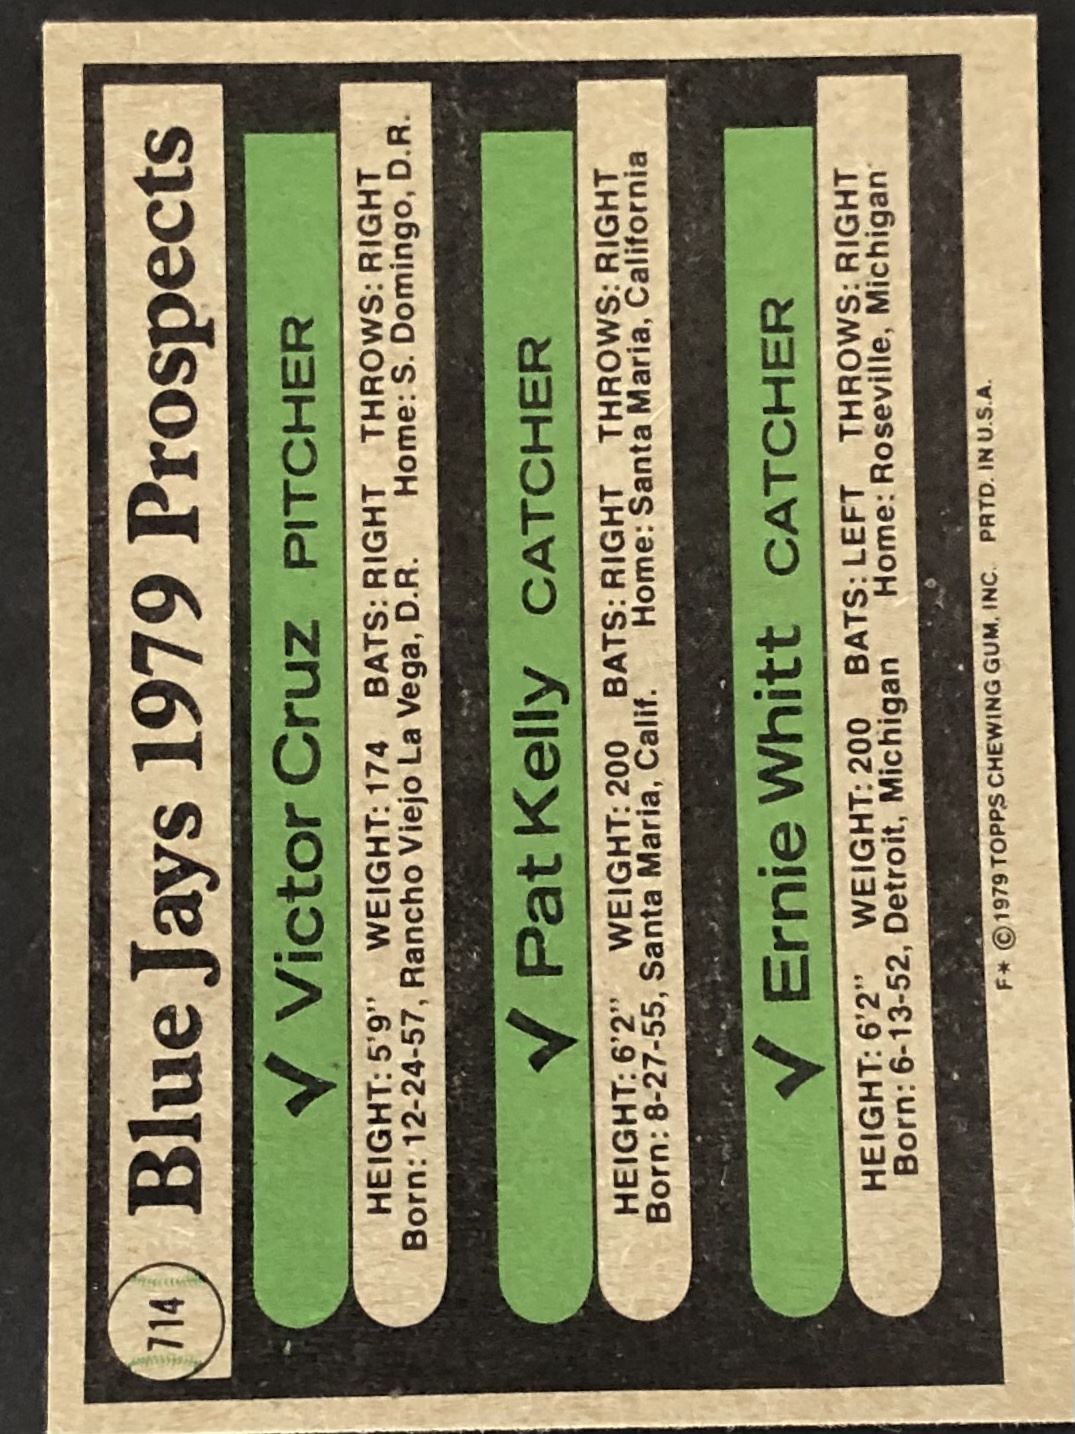 714
Blue Jays 1979 Prospects
Victor Cruz PITCHER
HEIGHT: 5'9" WEIGHT: 174 BATS: RIGHT THROWS: RIGHT
Born: 12-24-57, Rancho Viejo La Vega, D.R. Home: S. Domingo, D.R.
Pat Kelly CATCHER
HEIGHT: 6'2" WEIGHT: 200 BATS: RIGHT THROWS: RIGHT
Born: 8-27-55, Santa Maria, Calif. Home: Santa Maria, California
Ernie Whitt CATCHER
HEIGHT: 6'2" WEIGHT: 200 BATS: LEFT THROWS: RIGHT
Born: 6-13-52, Detroit, Michigan Home: Roseville, Michigan
F* © 1979 TOPPS CHEWING GUM, INC. PRTD. IN U.S.A.